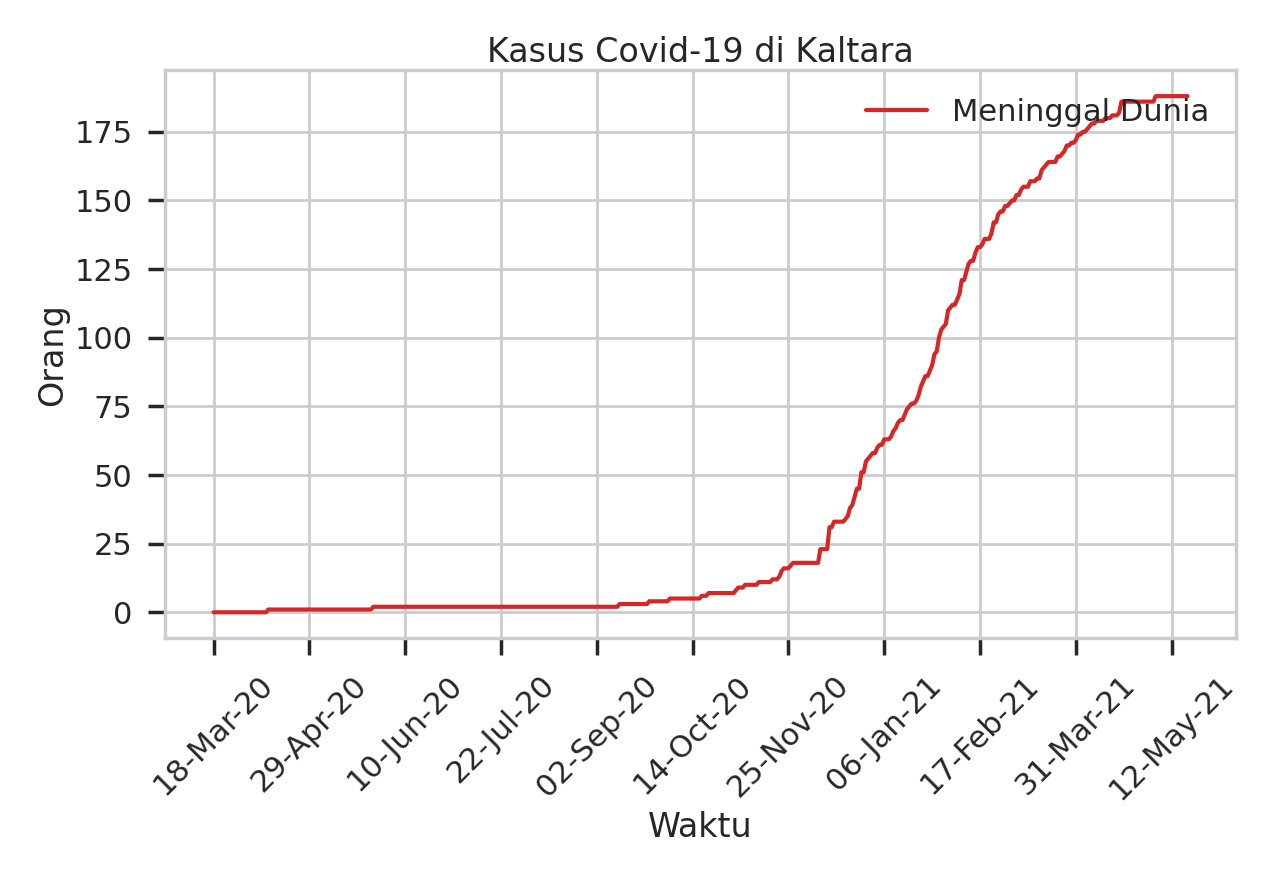 Kasus Covid-19 di Kaltara
Meninggal Dunia
Orang
175
150
125
100
75
50
25
0
18-Mar-20
29-Apr-20
10-Jun-20
22-Jul-20
02-Sep-20
14-Oct-20
25-Nov-20
06-Jan-21
17-Feb-21
31-Mar-21
12-May-21
Waktu